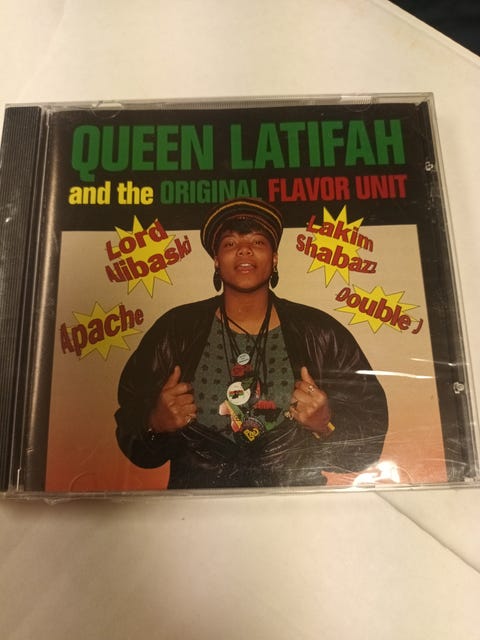 QUEEN LATIFAH
and the ORIGINAL FLAVOR UNIT
Lord
Alibaski
Lakim
Shabazz
Apache
Double J